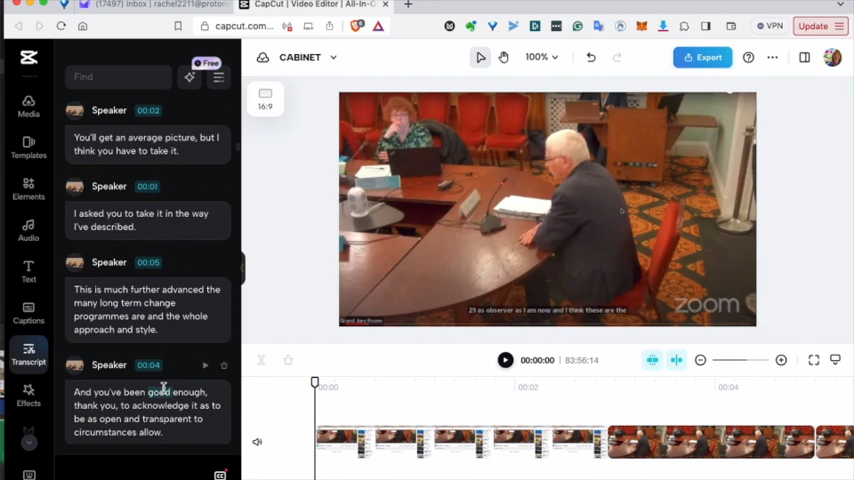 (17497) Inbox | rachel2211@proton
CapCut | Video Editor | All-In-O
capcut.com
6
VPN
Update
CABINET
100%
Export
Free
Find
16:9
Media
Templates
Elements
Audio
Text
Captions
Transcript
Effects
Speaker 00:02
You'll get an average picture, but I
think you have to take it.
Speaker 00:01
I asked you to take it in the way
I've described.
Speaker 00:05
This is much further advanced the
many long term change
programmes are and the whole
approach and style.
Speaker 00:04
And you've been good enough,
thank you, to acknowledge it as to
be as open and transparent to
circumstances allow.
CC
29 as observer as I am now and I think these are the
Grand Jury Room
zoom
00:00:00 83:56:14
00:00 00:02 00:04